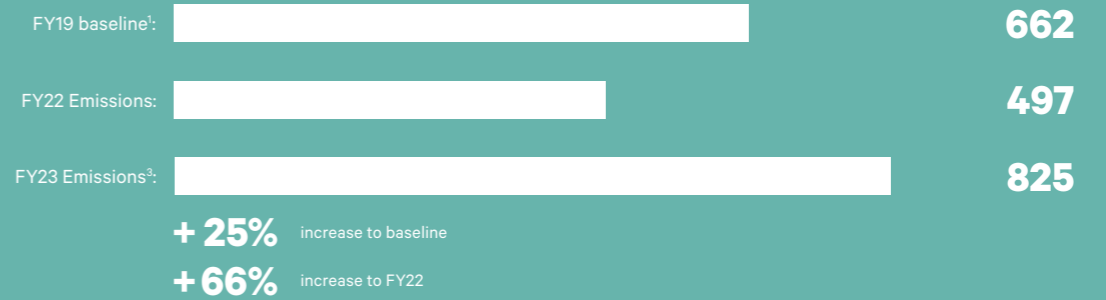 FY19 baseline¹: 662
FY22 Emissions: 497
FY23 Emissions³: 825
+ 25% increase to baseline
+ 66% increase to FY22